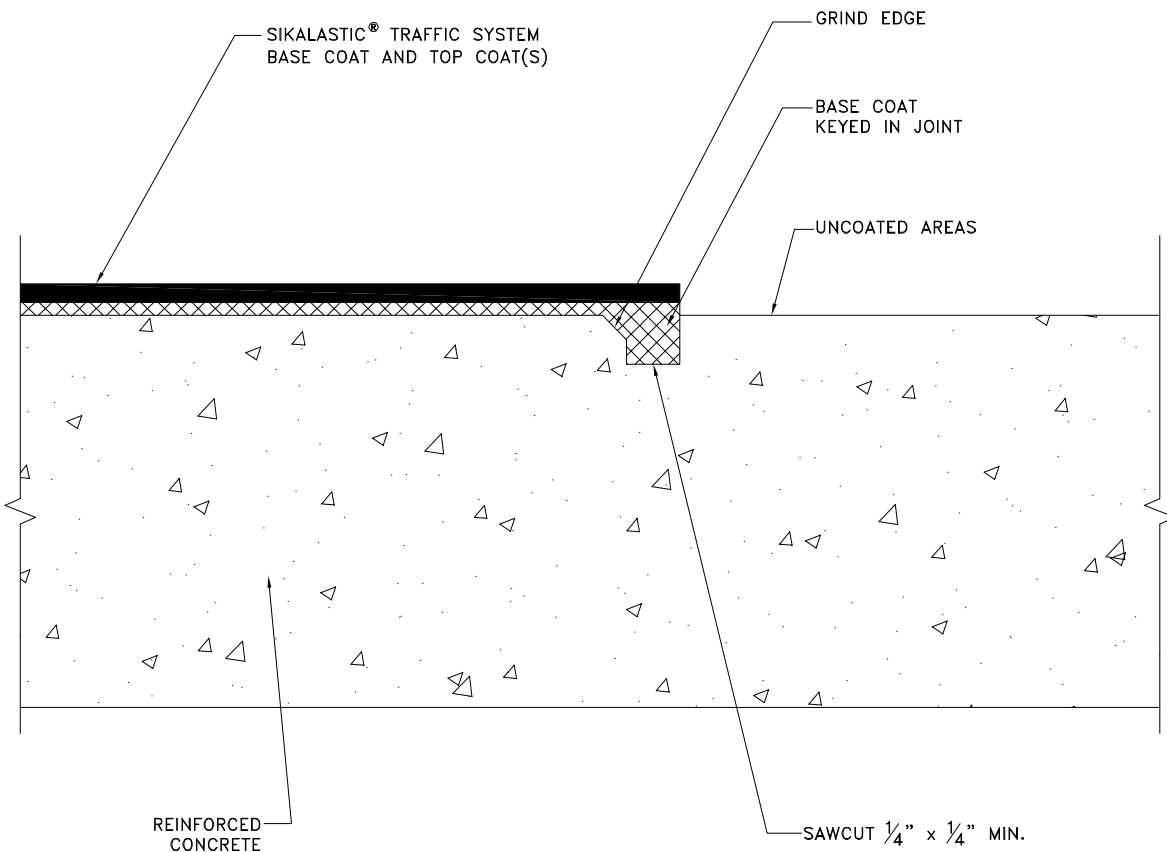 SIKALASTIC® TRAFFIC SYSTEM
BASE COAT AND TOP COAT(S)
GRIND EDGE
BASE COAT
KEYED IN JOINT
UNCOATED AREAS
REINFORCED
CONCRETE
SAWCUT 1/4" x 1/4" MIN.